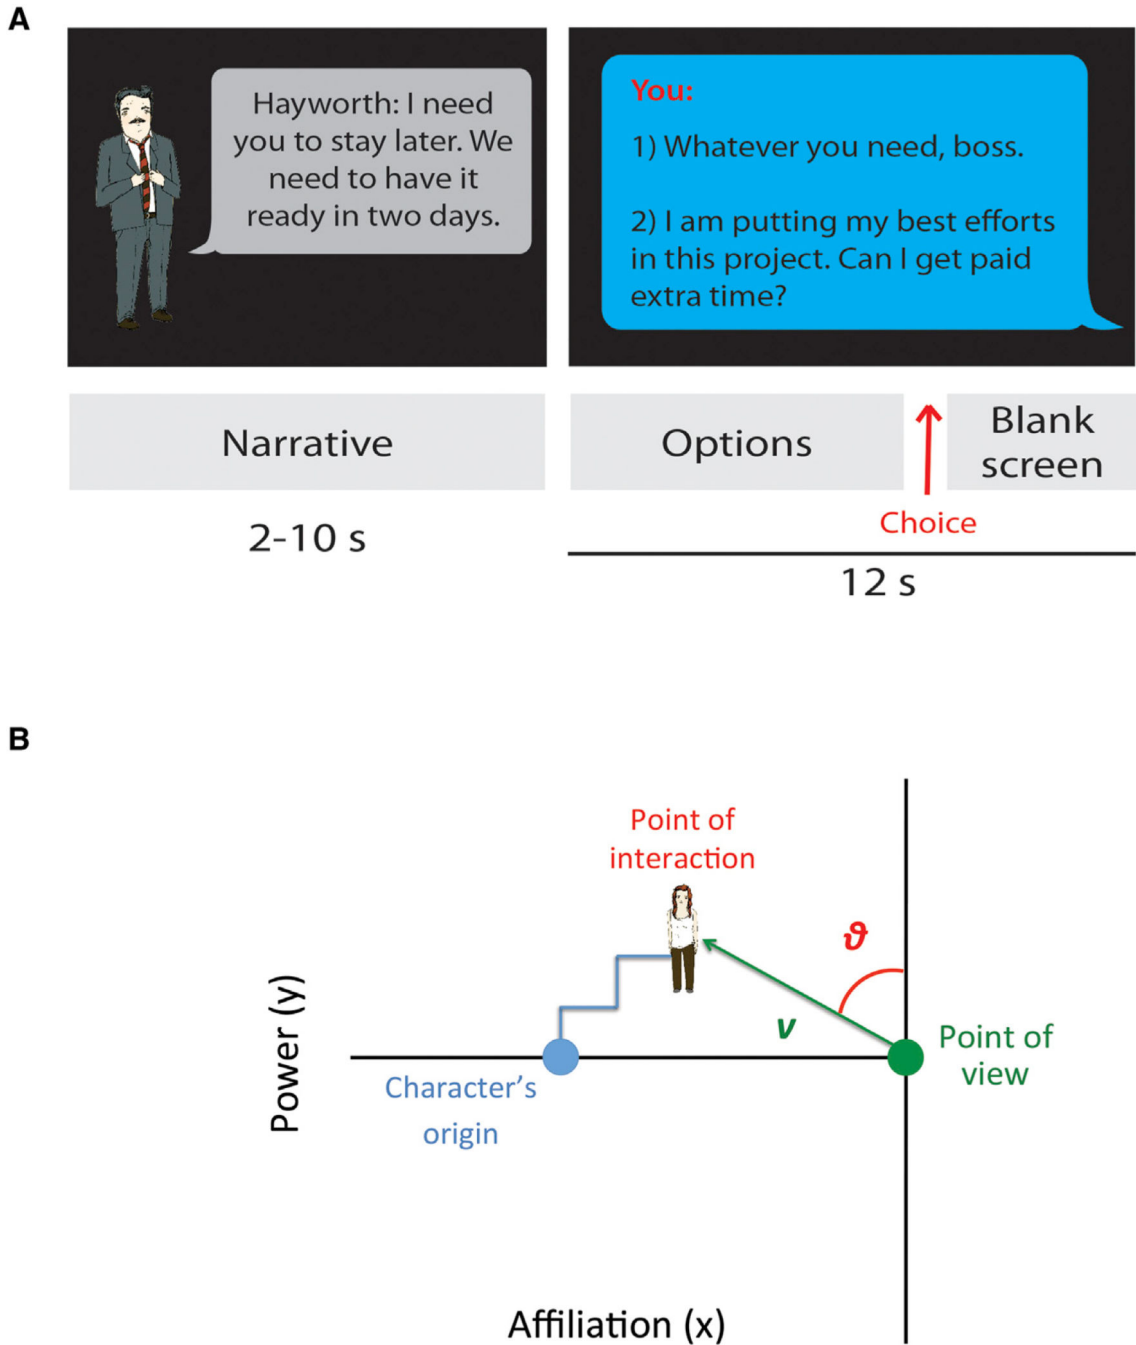 A
Hayworth: I need
you to stay later. We
need to have it
ready in two days.
You:
1) Whatever you need, boss.
2) I am putting my best efforts
in this project. Can I get paid
extra time?
Narrative
Options
Blank
screen
Choice
2-10 s
12 s
B
Point of
interaction
ϑ
Power (y)
v
Point of
view
Character’s
origin
Affiliation (x)